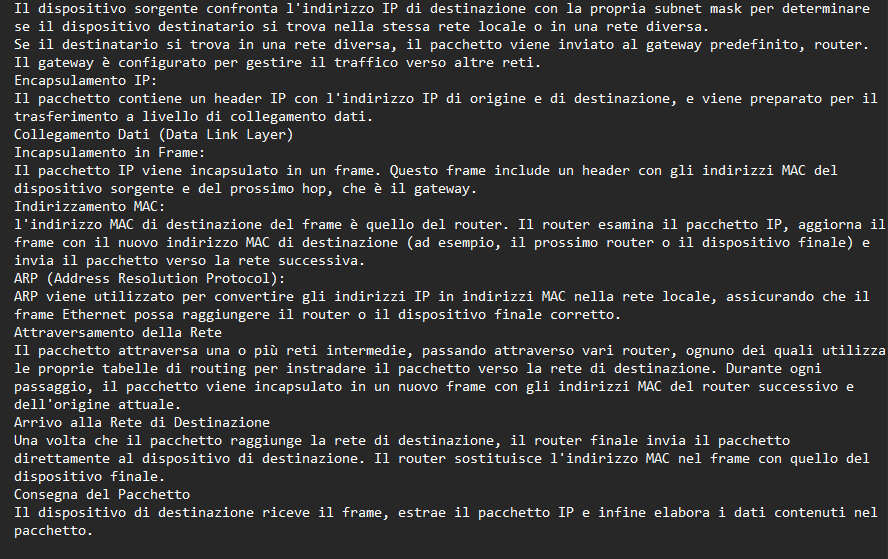 Il dispositivo sorgente confronta l'indirizzo IP di destinazione con la propria subnet mask per determinare
se il dispositivo destinatario si trova nella stessa rete locale o in una rete diversa.
Se il destinatario si trova in una rete diversa, il pacchetto viene inviato al gateway predefinito, router.
Il gateway è configurato per gestire il traffico verso altre reti.
Encapsulamento IP:
Il pacchetto contiene un header IP con l'indirizzo IP di origine e di destinazione, e viene preparato per il
trasferimento a livello di collegamento dati.
Collegamento Dati (Data Link Layer)
Incapsulamento in Frame:
Il pacchetto IP viene incapsulato in un frame. Questo frame include un header con gli indirizzi MAC del
dispositivo sorgente e del prossimo hop, che è il gateway.
Indirizzamento MAC:
l'indirizzo MAC di destinazione del frame è quello del router. Il router esamina il pacchetto IP, aggiorna il
frame con il nuovo indirizzo MAC di destinazione (ad esempio, il prossimo router o il dispositivo finale) e
invia il pacchetto verso la rete successiva.
ARP (Address Resolution Protocol):
ARP viene utilizzato per convertire gli indirizzi IP in indirizzi MAC nella rete locale, assicurando che il
frame Ethernet possa raggiungere il router o il dispositivo finale corretto.
Attraversamento della Rete
Il pacchetto attraversa una o più reti intermedie, passando attraverso vari router, ognuno dei quali utilizza
le proprie tabelle di routing per instradare il pacchetto verso la rete di destinazione. Durante ogni
passaggio, il pacchetto viene incapsulato in un nuovo frame con gli indirizzi MAC del router successivo e
dell'origine attuale.
Arrivo alla Rete di Destinazione
Una volta che il pacchetto raggiunge la rete di destinazione, il router finale invia il pacchetto
direttamente al dispositivo di destinazione. Il router sostituisce l'indirizzo MAC nel frame con quello del
dispositivo finale.
Consegna del Pacchetto
Il dispositivo di destinazione riceve il frame, estrae il pacchetto IP e infine elabora i dati contenuti nel
pacchetto.